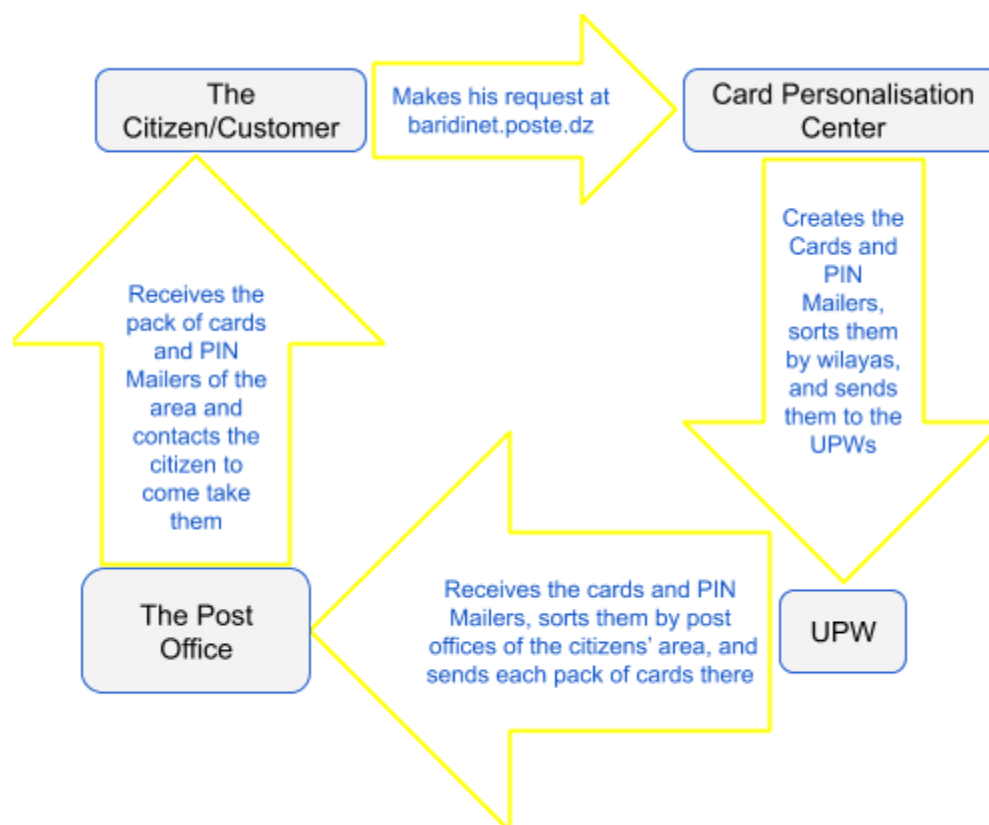 The
Citizen/Customer
Makes his request at
baridinet.poste.dz
Card Personalisation
Center
Creates the
Cards and
PIN
Mailers,
sorts them
by wilayas,
and sends
them to the
UPWs
UPW
Receives the cards and PIN
Mailers, sorts them by post
offices of the citizens’ area, and
sends each pack of cards there
The Post
Office
Receives the
pack of cards
and PIN
Mailers of the
area and
contacts the
citizen to
come take
them